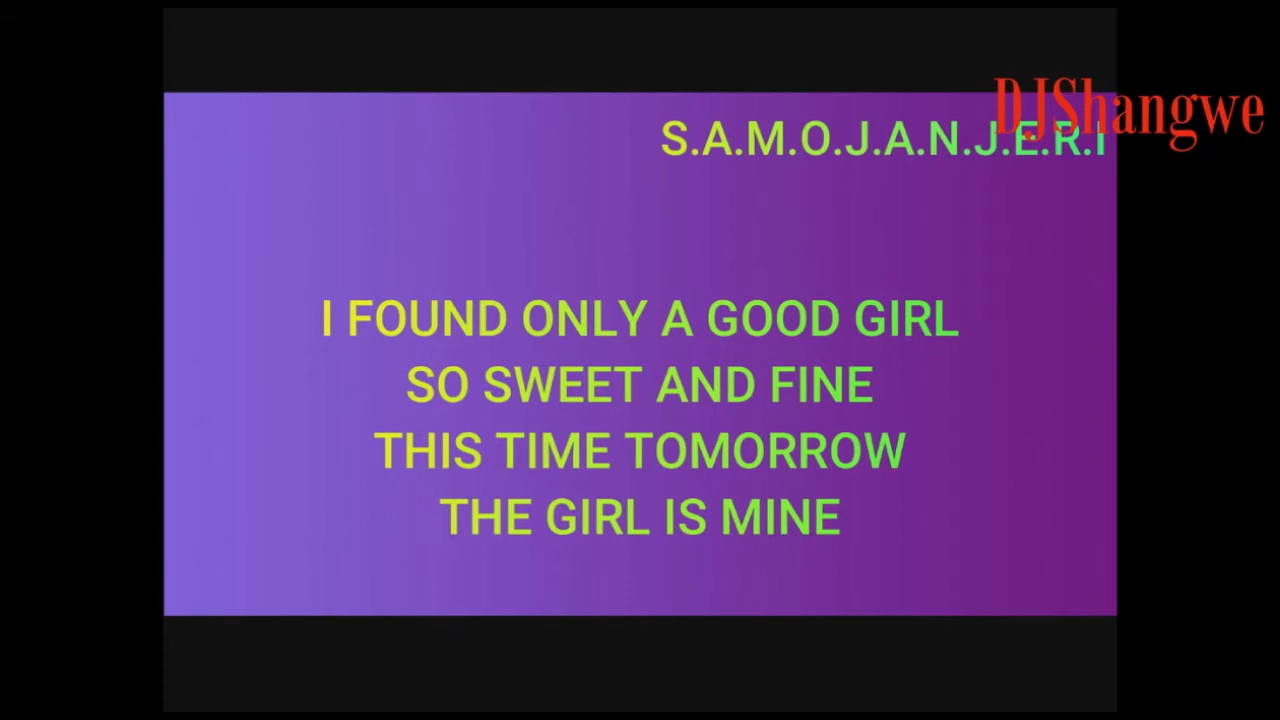 DJShangwe
S.A.M.O.J.A.N.J.E.R.I
I FOUND ONLY A GOOD GIRL
SO SWEET AND FINE
THIS TIME TOMORROW
THE GIRL IS MINE